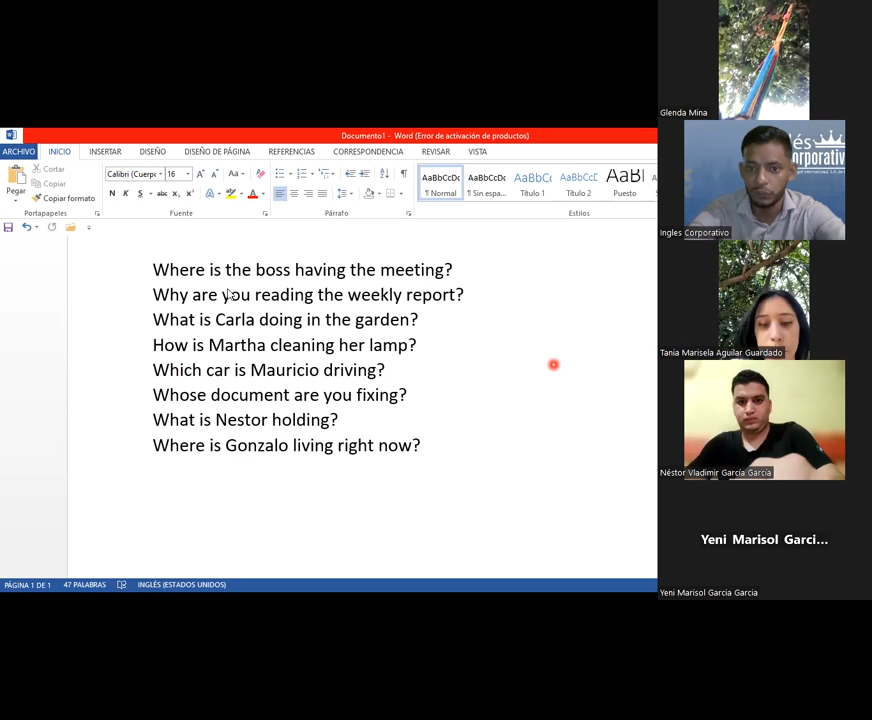 Documento1 - Word (Error de activación de productos)
ARCHIVO INICIO INSERTAR DISEÑO DISEÑO DE PÁGINA REFERENCIAS CORRESPONDENCIA REVISAR VISTA
Pegar
Cortar
Copiar
Copiar formato
Portapapeles
Calibri (Cuerpo 16
Fuente
Párrafo
AaBbCcDc AaBbCcDc AaBbCc AaBbCcC AaBl
¶ Normal ¶ Sin espa... Título 1 Título 2 Puesto
Estilos
Where is the boss having the meeting?
Why are you reading the weekly report?
What is Carla doing in the garden?
How is Martha cleaning her lamp?
Which car is Mauricio driving?
Whose document are you fixing?
What is Nestor holding?
Where is Gonzalo living right now?
PÁGINA 1 DE 1 47 PALABRAS INGLÉS (ESTADOS UNIDOS)
Glenda Mina
Ingles Corporativo
Tania Marisela Aguilar Guardado
Néstor Vladimir García García
Yeni Marisol Garci...
Yeni Marisol Garcia Garcia